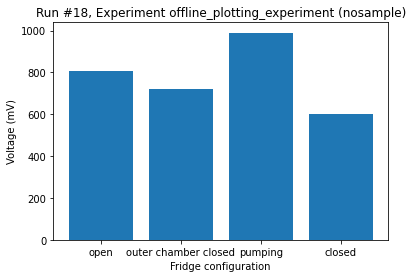 Run #18, Experiment offline_plotting_experiment (nosample)
1000
800
600
400
200
0
Voltage (mV)
open outer chamber closed pumping closed
Fridge configuration